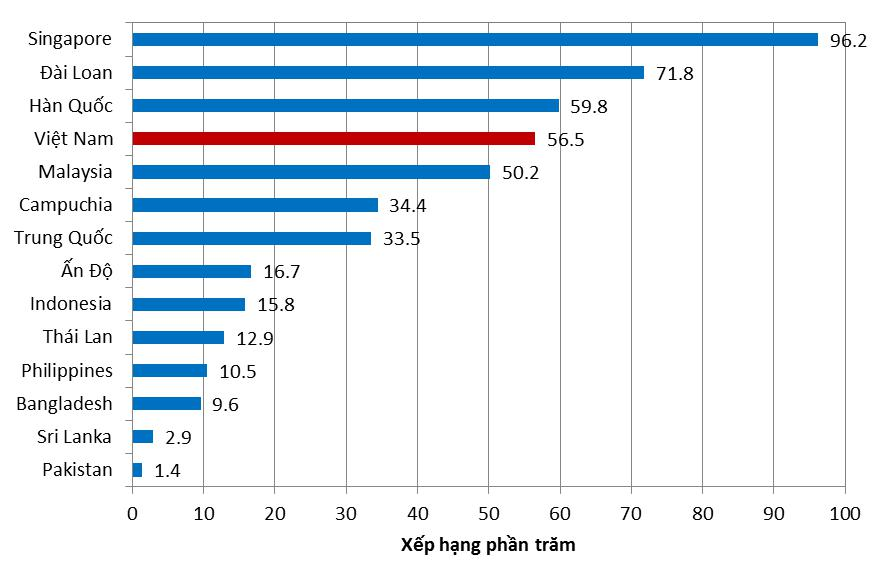 Singapore 96.2
Đài Loan 71.8
Hàn Quốc 59.8
Việt Nam 56.5
Malaysia 50.2
Campuchia 34.4
Trung Quốc 33.5
Ấn Độ 16.7
Indonesia 15.8
Thái Lan 12.9
Philippines 10.5
Bangladesh 9.6
Sri Lanka 2.9
Pakistan 1.4
0 10 20 30 40 50 60 70 80 90 100
Xếp hạng phần trăm